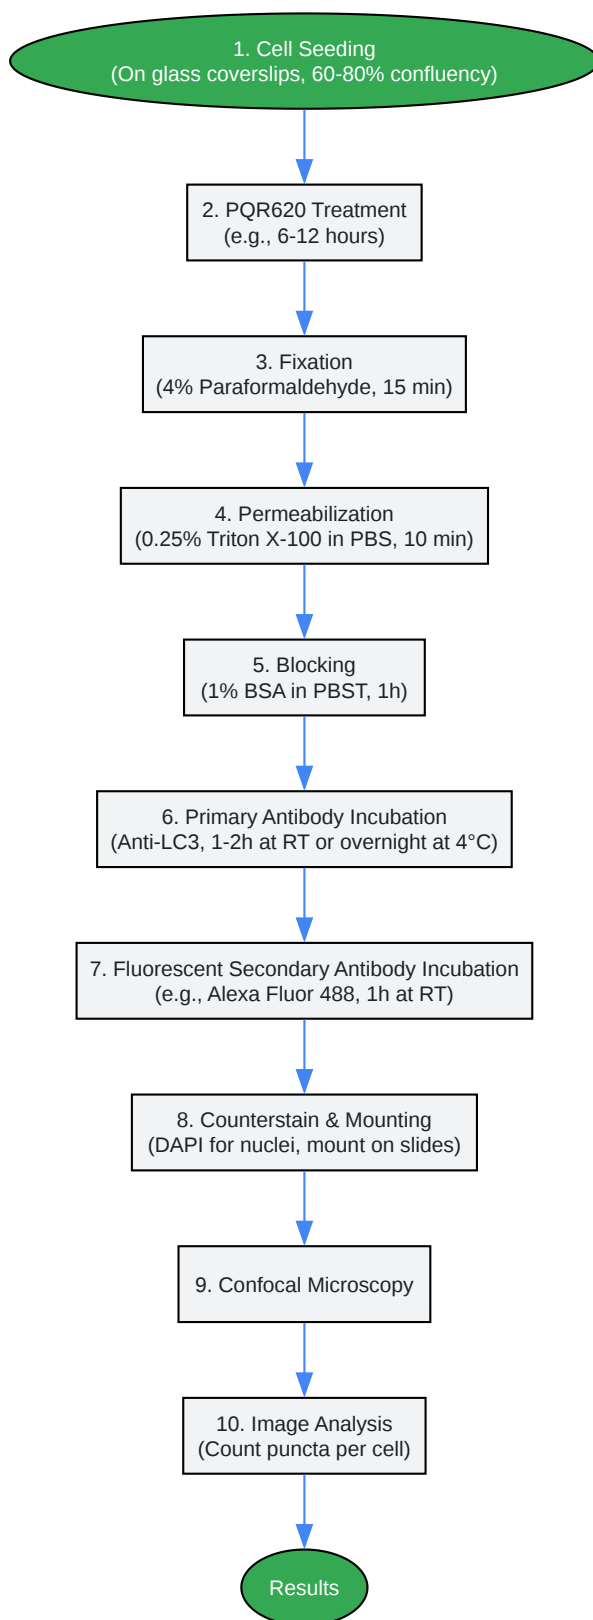 1. Cell Seeding
(On glass coverslips, 60-80% confluency)
2. PQR620 Treatment
(e.g., 6-12 hours)
3. Fixation
(4% Paraformaldehyde, 15 min)
4. Permeabilization
(0.25% Triton X-100 in PBS, 10 min)
5. Blocking
(1% BSA in PBST, 1h)
6. Primary Antibody Incubation
(Anti-LC3, 1-2h at RT or overnight at 4°C)
7. Fluorescent Secondary Antibody Incubation
(e.g., Alexa Fluor 488, 1h at RT)
8. Counterstain & Mounting
(DAPI for nuclei, mount on slides)
9. Confocal Microscopy
10. Image Analysis
(Count puncta per cell)
Results